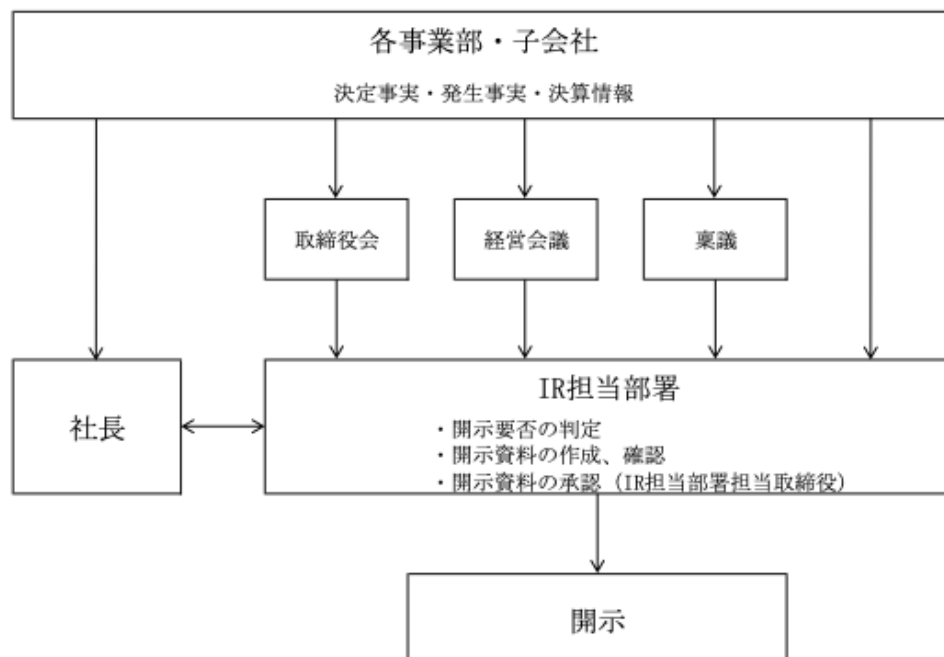 各事業部・子会社
決定事実・発生事実・決算情報
取締役会
経営会議
稟議
社長
IR担当部署
・開示要否の判定
・開示資料の作成、確認
・開示資料の承認（IR担当部署担当取締役）
開示